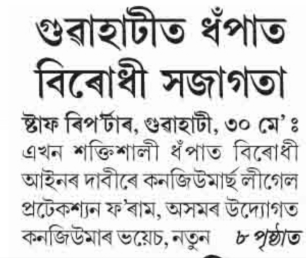 গুৱাহাটীত ধঁপাত
বিৰোধী সজাগতা
ষ্টাফ ৰিপৰ্টাৰ, গুৱাহাটী, ৩০ মে’ ঃ
এখন শক্তিশালী ধঁপাত বিৰোধী
আইনৰ দাবীৰে কনজিউমাৰ্ছ লীগেল
প্ৰটেকশ্যন ফ’ৰাম, অসমৰ উদ্যোগত
কনজিউমাৰ ভয়েচ, নতুন ৮ পৃষ্ঠাত